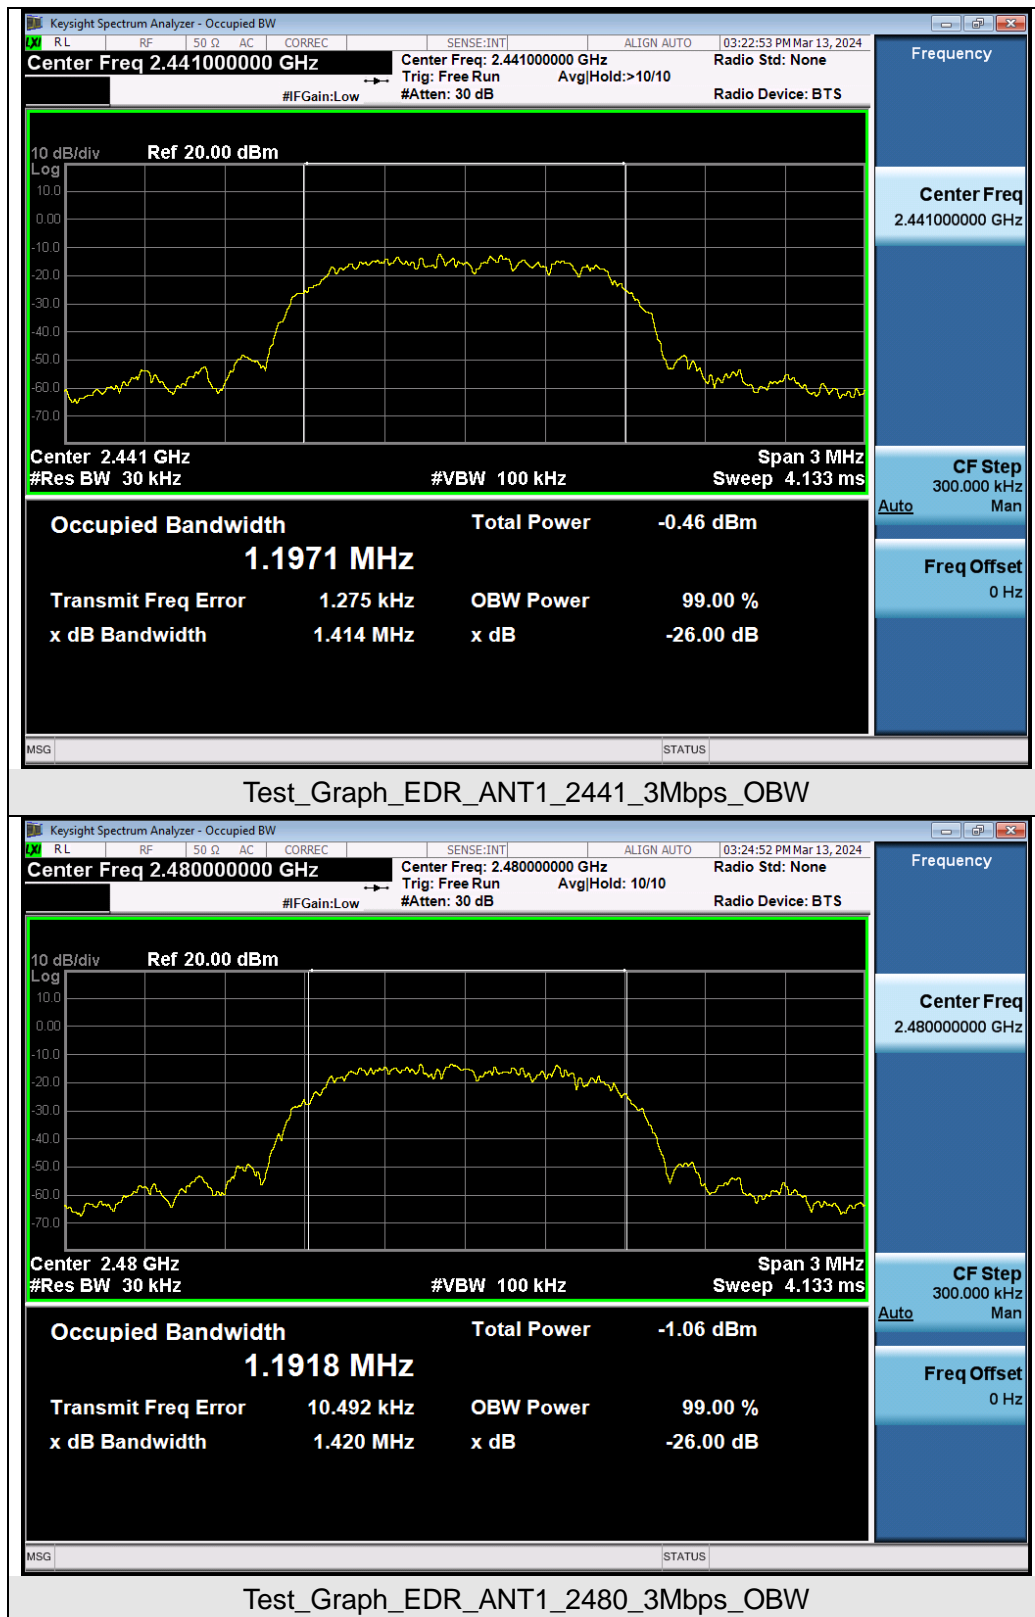 Keysight Spectrum Analyzer - Occupied BW
LXI RL RF 50 Ω AC CORREC SENSE:INT ALIGN AUTO 03:22:53 PM Mar 13, 2024
Center Freq 2.441000000 GHz Center Freq: 2.441000000 GHz Radio Std: None
Trig: Free Run Avg|Hold:>10/10
#IFGain:Low #Atten: 30 dB Radio Device: BTS
Frequency
10 dB/div Ref 20.00 dBm
Log
10.0
0.00
-10.0
-20.0
-30.0
-40.0
-50.0
-60.0
-70.0
Center Freq
2.441000000 GHz
Center 2.441 GHz Span 3 MHz
#Res BW 30 kHz #VBW 100 kHz Sweep 4.133 ms
CF Step
300.000 kHz
Auto Man
Occupied Bandwidth Total Power -0.46 dBm
1.1971 MHz
Transmit Freq Error 1.275 kHz OBW Power 99.00 %
x dB Bandwidth 1.414 MHz x dB -26.00 dB
Freq Offset
0 Hz
MSG STATUS
Test_Graph_EDR_ANT1_2441_3Mbps_OBW
Keysight Spectrum Analyzer - Occupied BW
LXI RL RF 50 Ω AC CORREC SENSE:INT ALIGN AUTO 03:24:52 PM Mar 13, 2024
Center Freq 2.480000000 GHz Center Freq: 2.480000000 GHz Radio Std: None
Trig: Free Run Avg|Hold: 10/10
#IFGain:Low #Atten: 30 dB Radio Device: BTS
Frequency
10 dB/div Ref 20.00 dBm
Log
10.0
0.00
-10.0
-20.0
-30.0
-40.0
-50.0
-60.0
-70.0
Center Freq
2.480000000 GHz
Center 2.48 GHz Span 3 MHz
#Res BW 30 kHz #VBW 100 kHz Sweep 4.133 ms
CF Step
300.000 kHz
Auto Man
Occupied Bandwidth Total Power -1.06 dBm
1.1918 MHz
Transmit Freq Error 10.492 kHz OBW Power 99.00 %
x dB Bandwidth 1.420 MHz x dB -26.00 dB
Freq Offset
0 Hz
MSG STATUS
Test_Graph_EDR_ANT1_2480_3Mbps_OBW